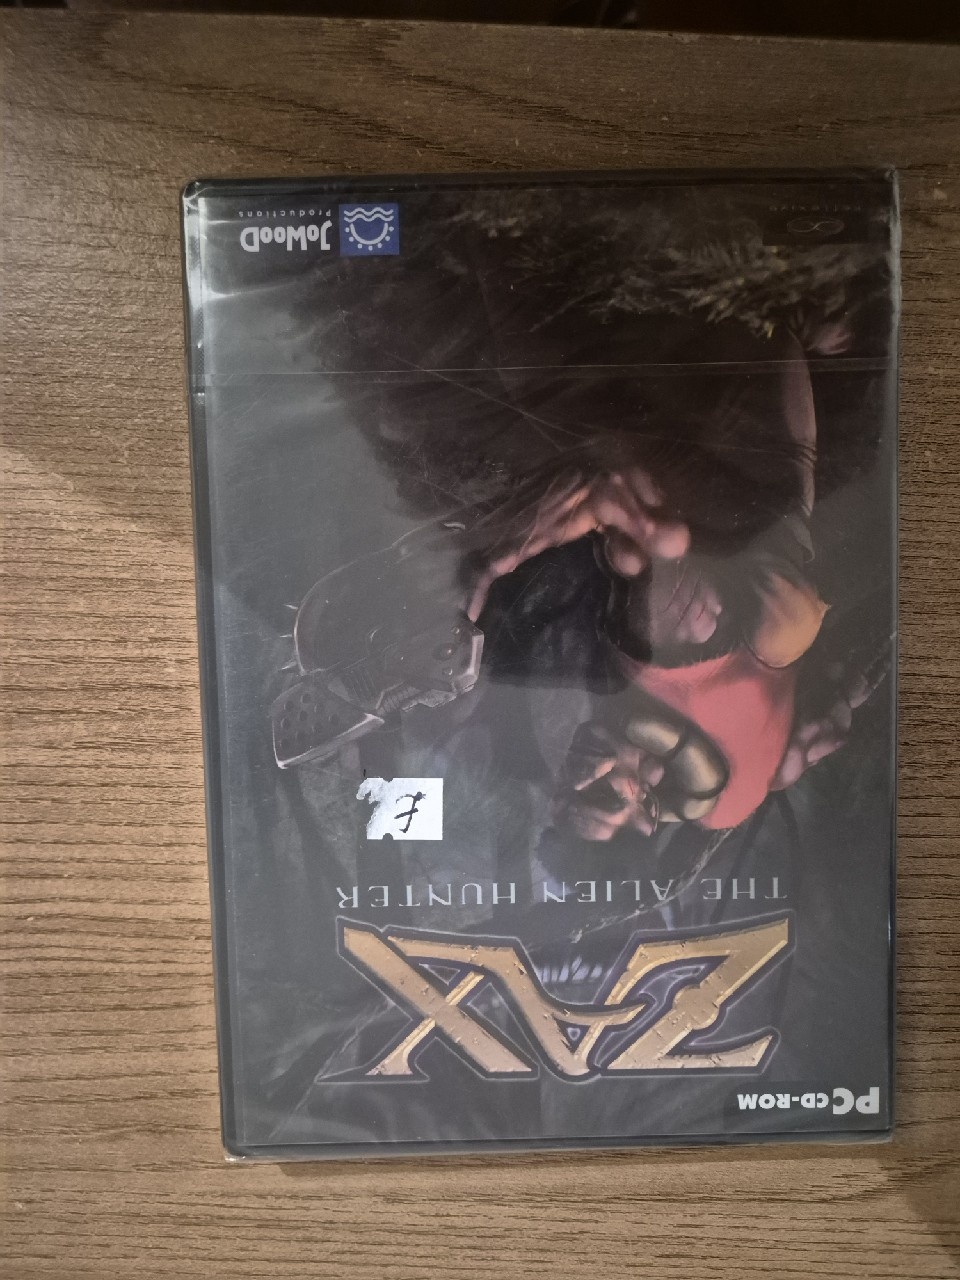 PC CD-ROM
ZAX
THE ALIEN HUNTER
£
JoWooD
Productions